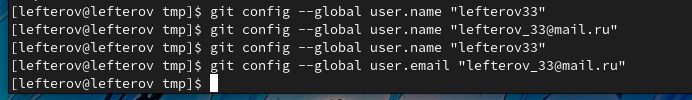 [lefterov@lefterov tmp]$ git config --global user.name "lefterov33"
[lefterov@lefterov tmp]$ git config --global user.name "lefterov_33@mail.ru"
[lefterov@lefterov tmp]$ git config --global user.name "lefterov33"
[lefterov@lefterov tmp]$ git config --global user.email "lefterov_33@mail.ru"
[lefterov@lefterov tmp]$